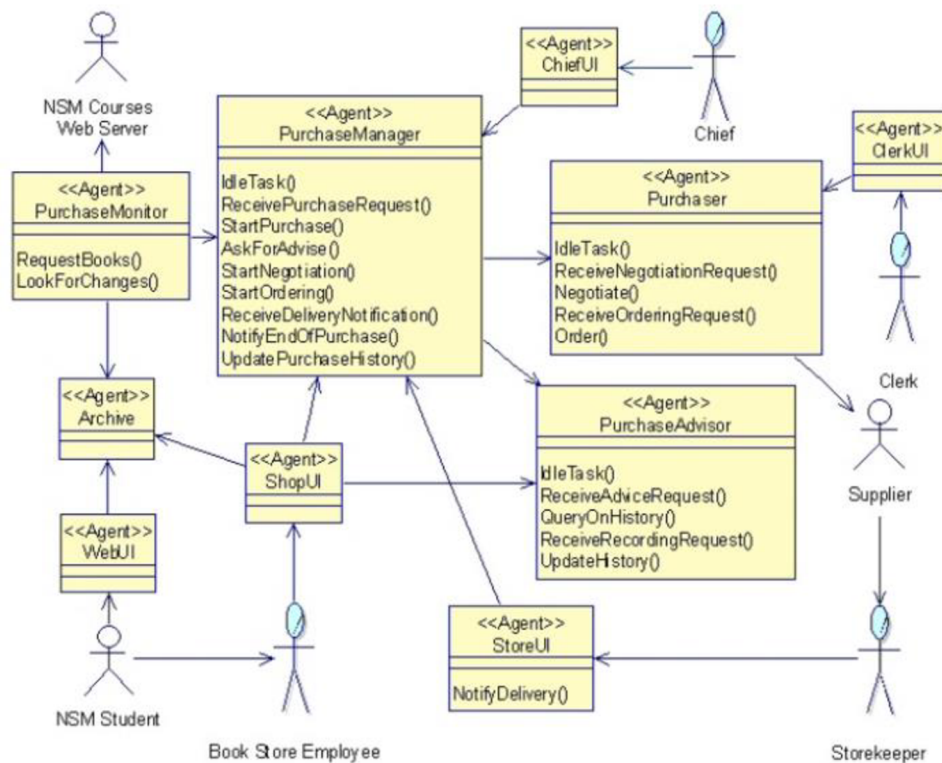 NSM Courses
Web Server
<<Agent>>
ChiefUI
Chief
<<Agent>>
PurchaseManager
IdleTask()
ReceivePurchaseRequest()
StartPurchase()
AskForAdvise()
StartNegotiation()
StartOrdering()
ReceiveDeliveryNotification()
NotifyEndOfPurchase()
UpdatePurchaseHistory()
<<Agent>>
ClerkUI
Clerk
<<Agent>>
PurchaseMonitor
RequestBooks()
LookForChanges()
<<Agent>>
Purchaser
IdleTask()
ReceiveNegotiationRequest()
Negotiate()
ReceiveOrderingRequest()
Order()
<<Agent>>
Archive
<<Agent>>
ShopUI
<<Agent>>
PurchaseAdvisor
IdleTask()
ReceiveAdviceRequest()
QueryOnHistory()
ReceiveRecordingRequest()
UpdateHistory()
Supplier
<<Agent>>
WebUI
<<Agent>>
StoreUI
NotifyDelivery()
NSM Student
Book Store Employee
Storekeeper